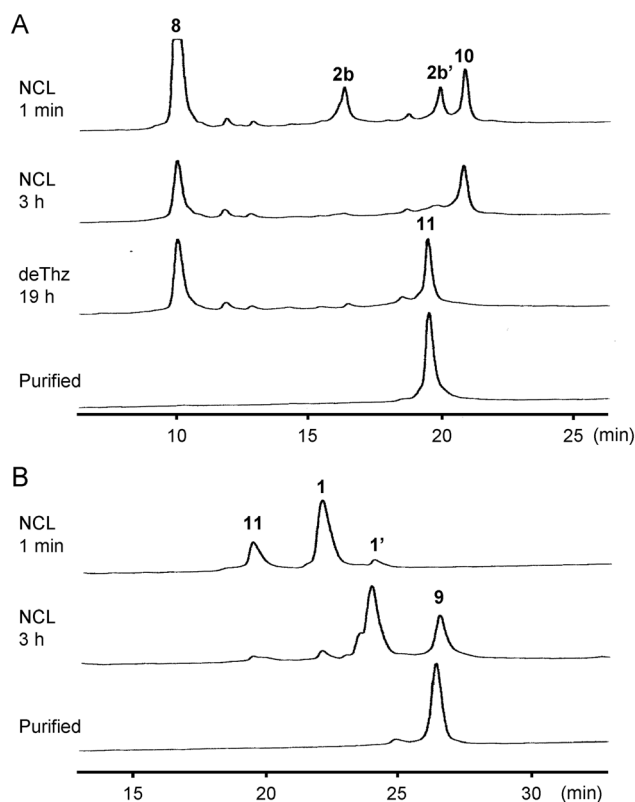 A
8
2b
2b’
10
NCL
1 min
NCL
3 h
11
deThz
19 h
Purified
10
15
20
25
(min)
B
1
11
1’
NCL
1 min
9
NCL
3 h
Purified
15
20
25
30
(min)